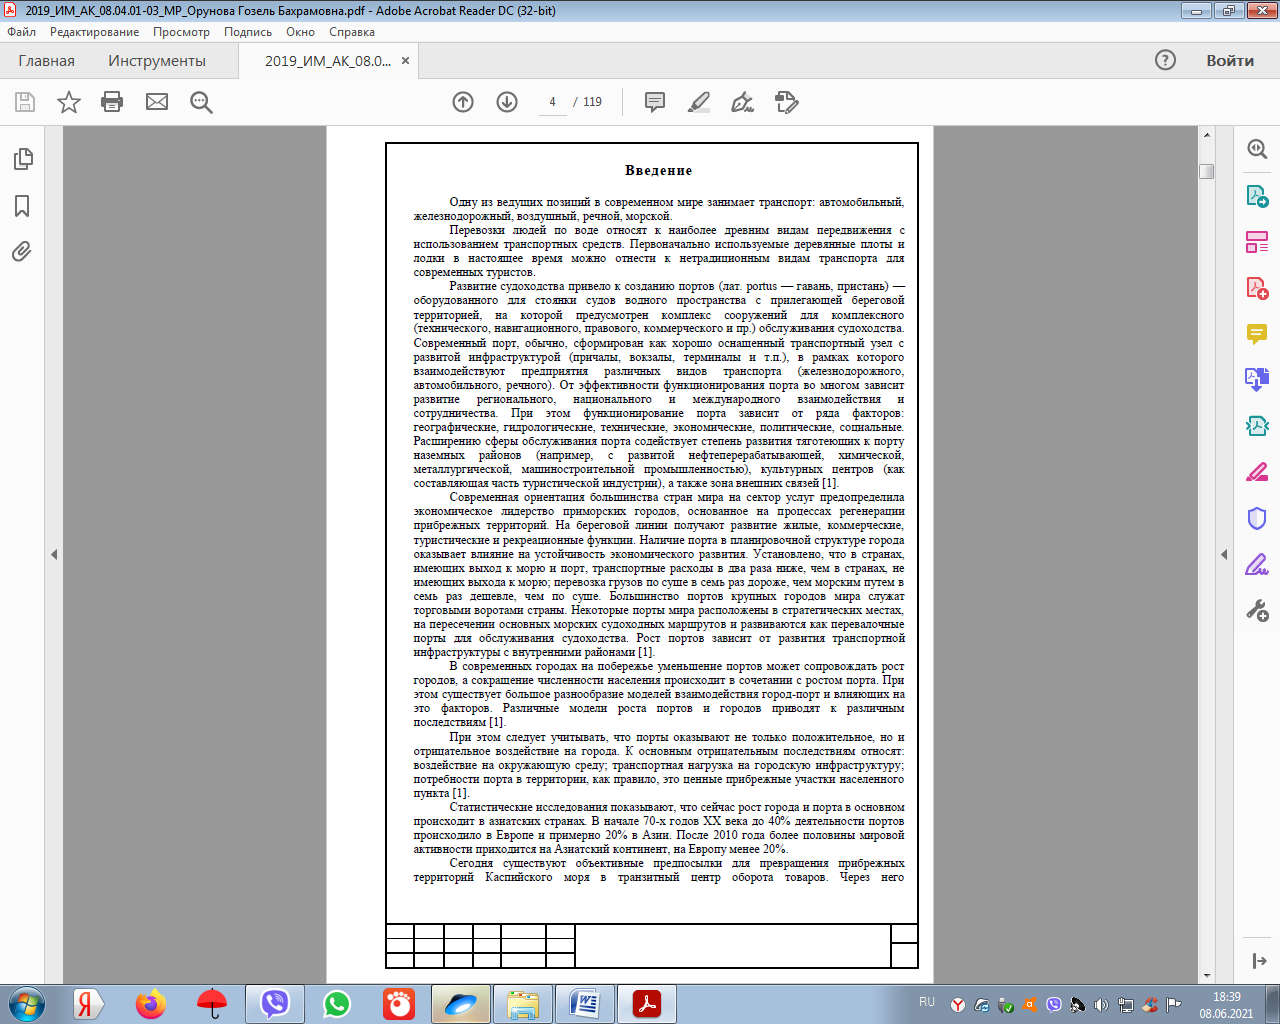 2019_ИМ_АК_08.04.01-03_МР_Орунова Гозель Бахрамовна.pdf - Adobe Acrobat Reader DC (32-bit)
Файл Редактирование Просмотр Подпись Окно Справка
Главная Инструменты 2019_ИМ_АК_08.0... × Войти
4 / 119
Введение
Одну из ведущих позиций в современном мире занимает транспорт: автомобильный,
железнодорожный, воздушный, речной, морской.
Перевозки людей по воде относят к наиболее древним видам передвижения с
использованием транспортных средств. Первоначально используемые деревянные плоты и
лодки в настоящее время можно отнести к нетрадиционным видам транспорта для
современных туристов.
Развитие судоходства привело к созданию портов (лат. portus — гавань, пристань) —
оборудованного для стоянки судов водного пространства с прилегающей береговой
территорией, на которой предусмотрен комплекс сооружений для комплексного
(технического, навигационного, правового, коммерческого и пр.) обслуживания судоходства.
Современный порт, обычно, сформирован как хорошо оснащенный транспортный узел с
развитой инфраструктурой (причалы, вокзалы, терминалы и т.п.), в рамках которого
взаимодействуют предприятия различных видов транспорта (железнодорожного,
автомобильного, речного). От эффективности функционирования порта во многом зависит
развитие регионального, национального и международного взаимодействия и
сотрудничества. При этом функционирование порта зависит от ряда факторов:
географические, гидрологические, технические, экономические, политические, социальные.
Расширению сферы обслуживания порта содействует степень развития тяготеющих к порту
наземных районов (например, с развитой нефтеперерабатывающей, химической,
металлургической, машиностроительной промышленностью), культурных центров (как
составляющая часть туристической индустрии), а также зона внешних связей [1].
Современная ориентация большинства стран мира на сектор услуг предопределила
экономическое лидерство приморских городов, основанное на процессах регенерации
прибрежных территорий. На береговой линии получают развитие жилые, коммерческие,
туристические и рекреационные функции. Наличие порта в планировочной структуре города
оказывает влияние на устойчивость экономического развития. Установлено, что в странах,
имеющих выход к морю и порт, транспортные расходы в два раза ниже, чем в странах, не
имеющих выхода к морю; перевозка грузов по суше в семь раз дороже, чем морским путем в
семь раз дешевле, чем по суше. Большинство портов крупных городов мира служат
торговыми воротами страны. Некоторые порты мира расположены в стратегических местах,
на пересечении основных морских судоходных маршрутов и развиваются как перевалочные
порты для обслуживания судоходства. Рост портов зависит от развития транспортной
инфраструктуры с внутренними районами [1].
В современных городах на побережье уменьшение портов может сопровождать рост
городов, а сокращение численности населения происходит в сочетании с ростом порта. При
этом существует большое разнообразие моделей взаимодействия город-порт и влияющих на
это факторов. Различные модели роста портов и городов приводят к различным
последствиям [1].
При этом следует учитывать, что порты оказывают не только положительное, но и
отрицательное воздействие на города. К основным отрицательным последствиям относят:
воздействие на окружающую среду; транспортная нагрузка на городскую инфраструктуру;
потребности порта в территории, как правило, это ценные прибрежные участки населенного
пункта [1].
Статистические исследования показывают, что сейчас рост города и порта в основном
происходит в азиатских странах. В начале 70-х годов XX века до 40% деятельности портов
происходило в Европе и примерно 20% в Азии. После 2010 года более половины мировой
активности приходится на Азиатский континент, на Европу менее 20%.
Сегодня существуют объективные предпосылки для превращения прибрежных
территорий Каспийского моря в транзитный центр оборота товаров. Через него
RU 18:39
08.06.2021